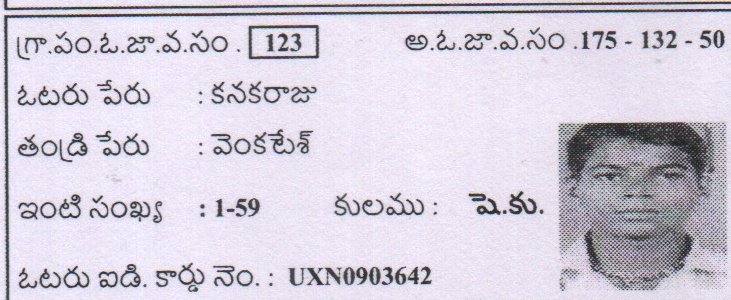 గ్రా.పం.ఓ.జా.వ.సం . 123 అ.ఓ.జా.వ.సం .175 - 132 - 50
ఓటరు పేరు : కనకరాజు
తండ్రి పేరు : వెంకటేశ్
ఇంటి సంఖ్య : 1-59 కులము : షె.కు.
ఓటరు ఐడి. కార్డు నెం. : UXN0903642